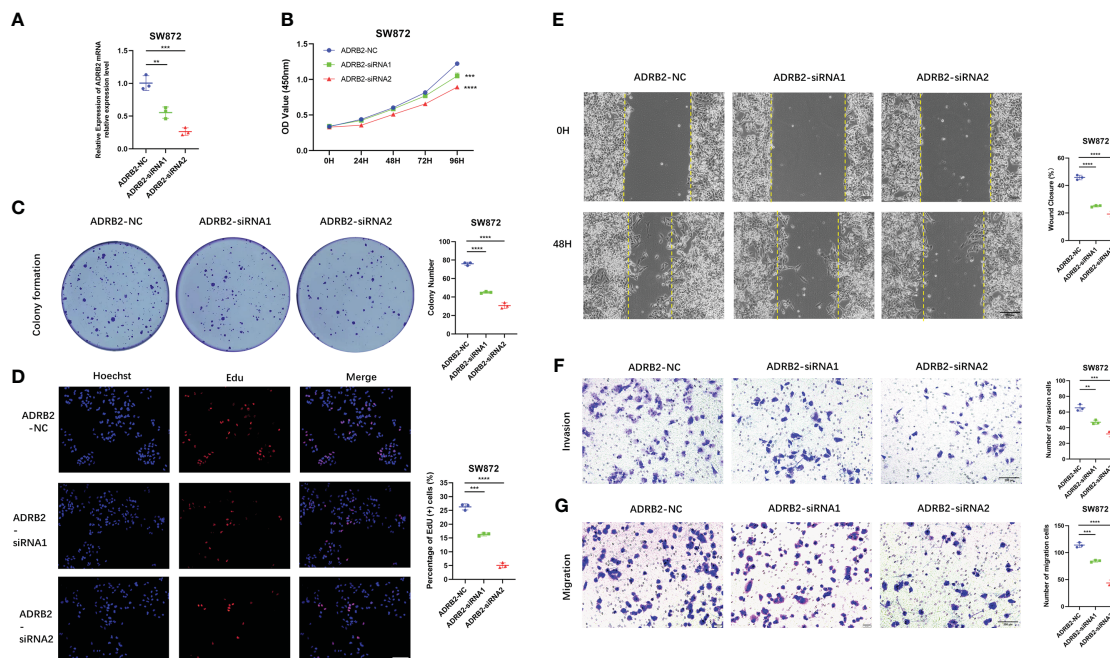 A
SW872
Relative Expression of ADRB2 mRNA
relative expression level
1.5
1.0
0.5
0.0
***
**
ADRB2-NC
ADRB2-siRNA1
ADRB2-siRNA2
B
SW872
OD Value (450nm)
1.5
1.0
0.5
0.0
ADRB2-NC
ADRB2-siRNA1
ADRB2-siRNA2
***
****
0H
24H
48H
72H
96H
C
ADRB2-NC
ADRB2-siRNA1
ADRB2-siRNA2
Colony formation
SW872
Colony Number
100
80
60
40
20
0
****
****
ADRB2-NC
ADRB2-siRNA1
ADRB2-siRNA2
D
Hoechst
Edu
Merge
ADRB2
-NC
ADRB2
-
siRNA1
ADRB2
-
siRNA2
SW872
Percentage of EdU (+) cells (%)
35
30
25
20
15
10
5
0
****
***
ADRB2-NC
ADRB2-siRNA1
ADRB2-siRNA2
E
ADRB2-NC
ADRB2-siRNA1
ADRB2-siRNA2
0H
48H
SW872
Wound Closure (%)
60
40
20
0
****
****
ADRB2-NC
ADRB2-siRNA1
ADRB2-siRNA2
F
ADRB2-NC
ADRB2-siRNA1
ADRB2-siRNA2
Invasion
SW872
Number of invasion cells
100
80
60
40
20
0
***
**
ADRB2-NC
ADRB2-siRNA1
ADRB2-siRNA2
G
ADRB2-NC
ADRB2-siRNA1
ADRB2-siRNA2
Migration
SW872
Number of migration cells
150
100
50
0
****
***
ADRB2-NC
ADRB2-siRNA1
ADRB2-siRNA2